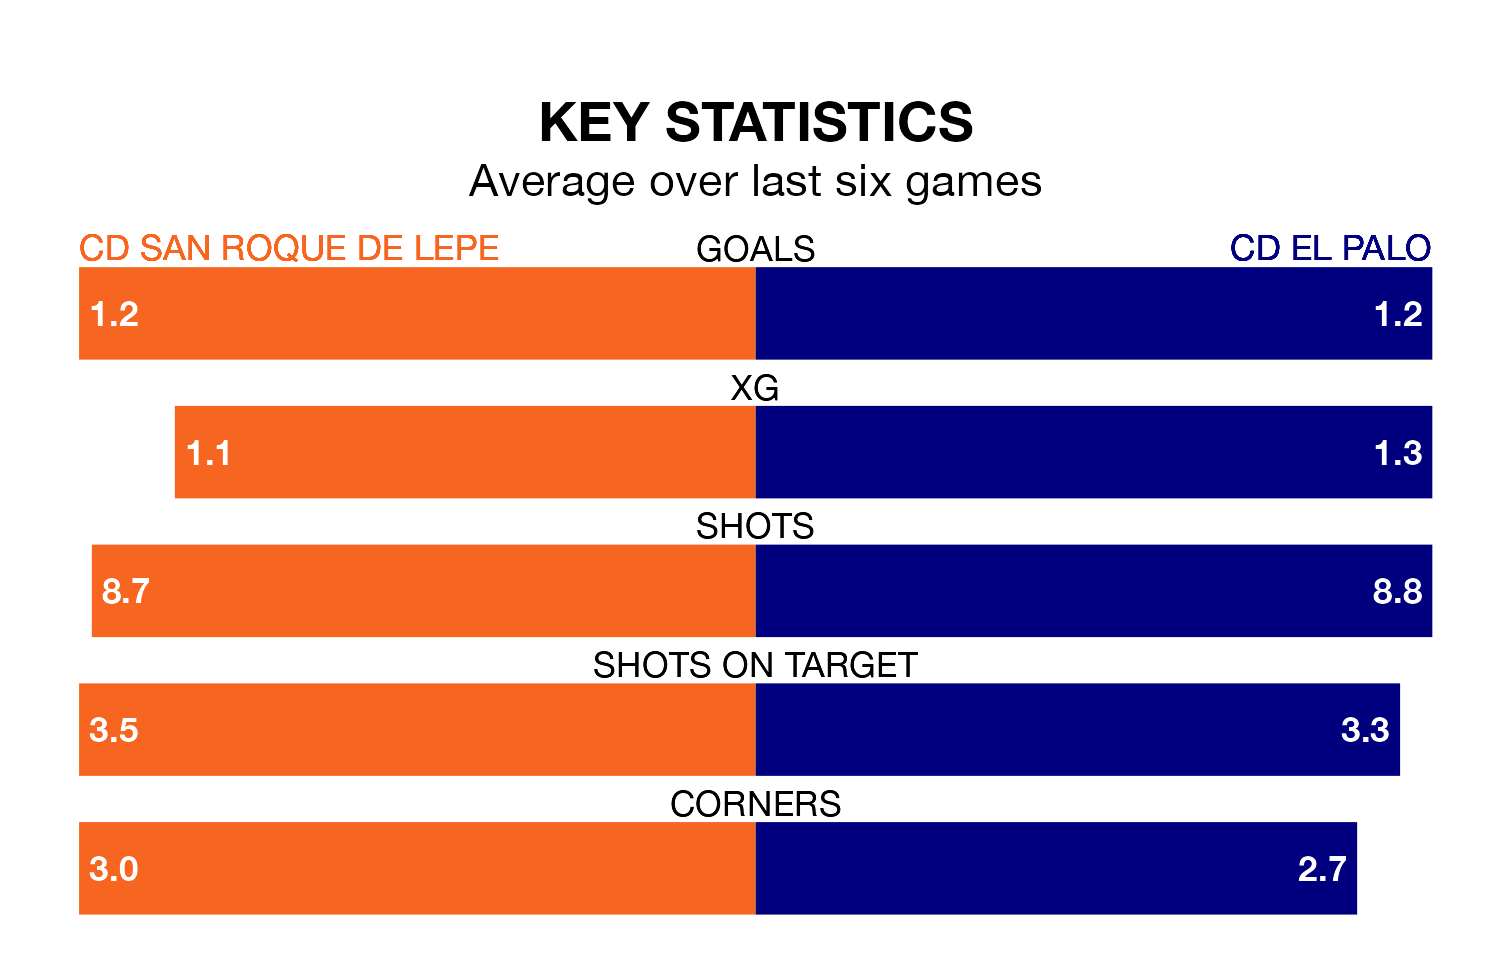 KEY STATISTICS
Average over last six games
CD SAN ROQUE DE LEPE GOALS CD EL PALO
1.2 1.2
XG
1.1 1.3
SHOTS
8.7 8.8
SHOTS ON TARGET
3.5 3.3
CORNERS
3.0 2.7